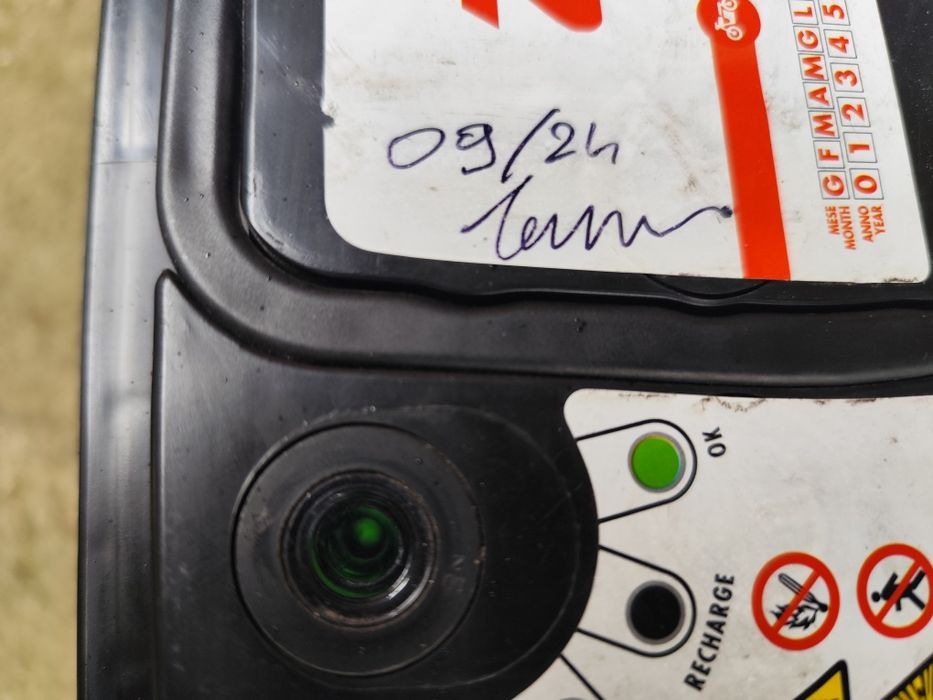 09/24
MESE
MONTH
G F M A M G L
ANNO
YEAR
0 1 2 3 4 5
OK
RECHARGE